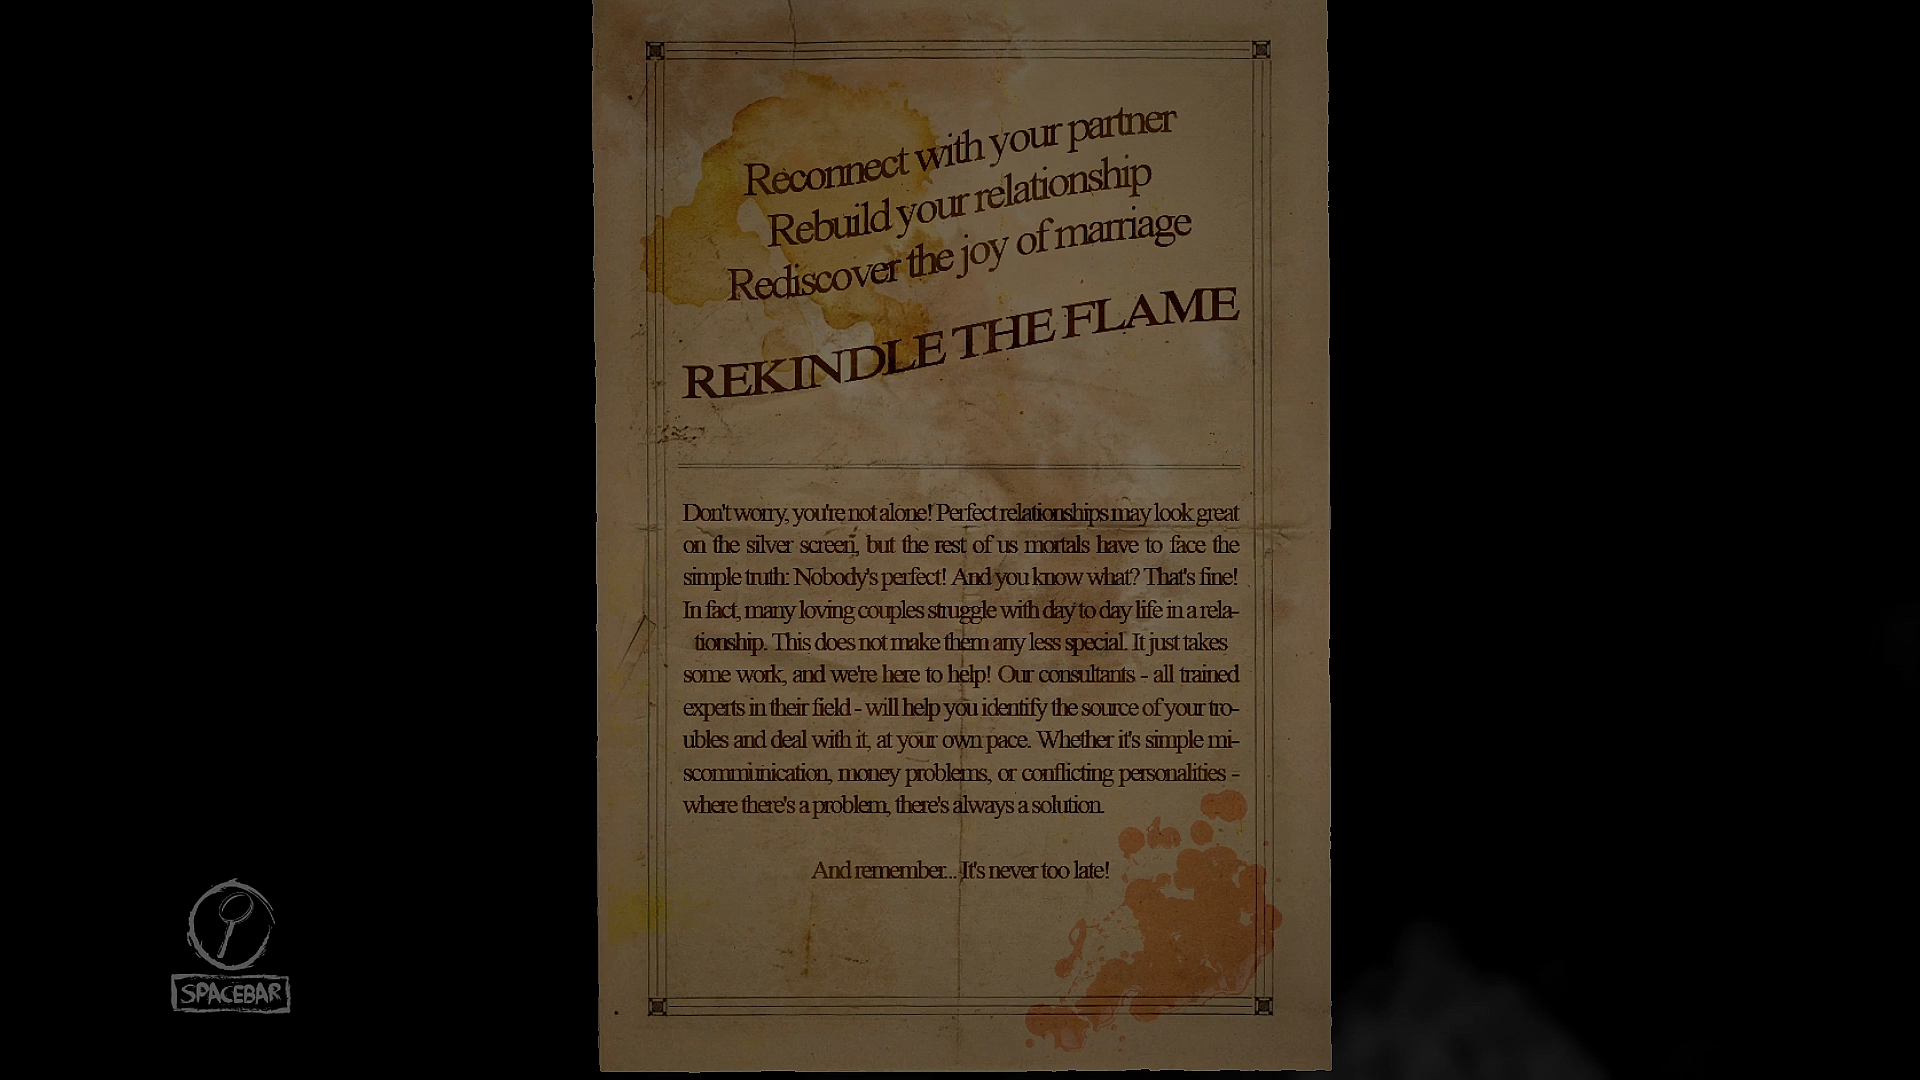 Reconnect with your partner
Rebuild your relationship
Rediscover the joy of marriage
REKINDLE THE FLAME
Don't worry, you're not alone! Perfect relationships may look great
on the silver screen, but the rest of us mortals have to face the
simple truth: Nobody's perfect! And you know what? That's fine!
In fact, many loving couples struggle with day to day life in a rela-
tionship. This does not make them any less special. It just takes
some work, and we're here to help! Our consultants - all trained
experts in their field - will help you identify the source of your tro-
ubles and deal with it, at your own pace. Whether it's simple mi-
scommunication, money problems, or conflicting personalities -
where there's a problem, there's always a solution.
And remember... It's never too late!
SPACEBAR